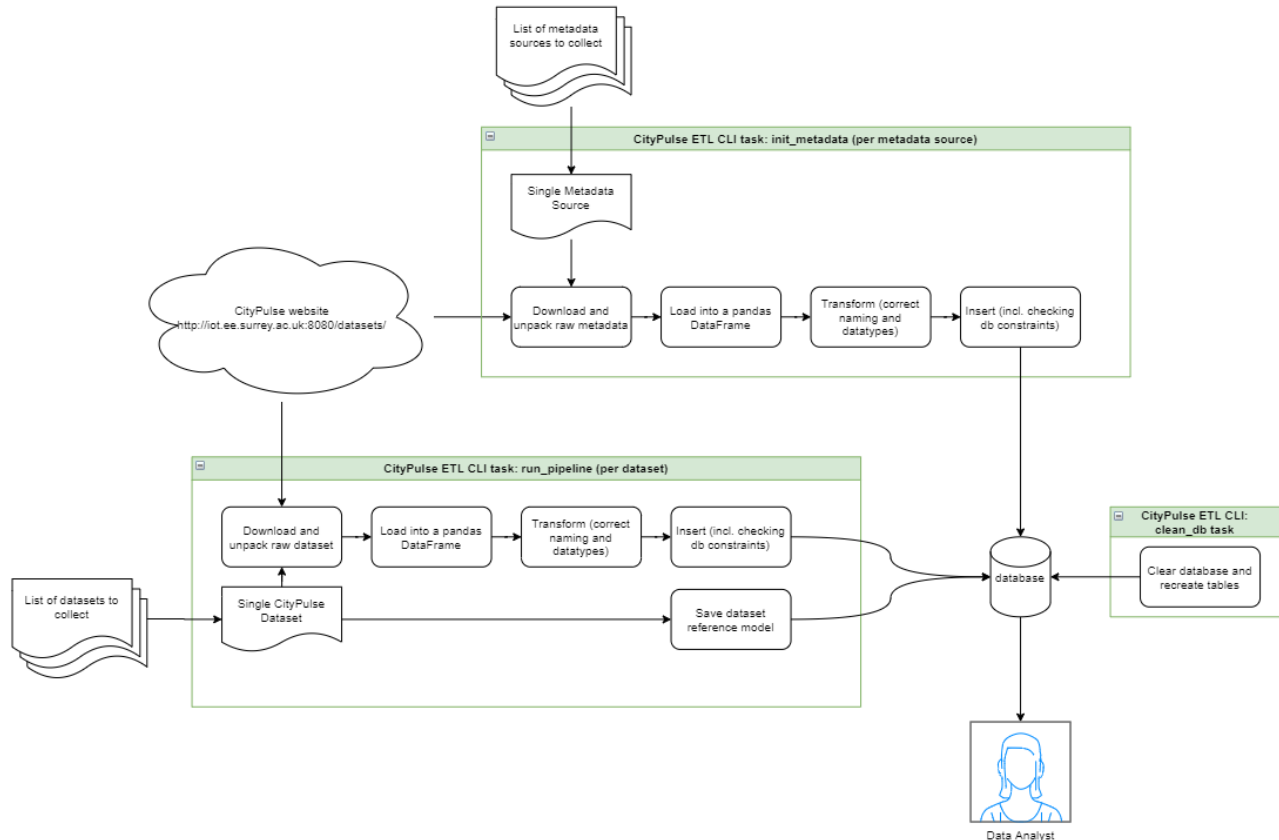 List of metadata
sources to collect
CityPulse ETL CLI task: init_metadata (per metadata source)
Single Metadata
Source
CityPulse website
http://iot.ee.surrey.ac.uk:8080/datasets/
Download and
unpack raw metadata
Load into a pandas
DataFrame
Transform (correct
naming and
datatypes)
Insert (incl. checking
db constraints)
CityPulse ETL CLI task: run_pipeline (per dataset)
Download and
unpack raw dataset
Load into a pandas
DataFrame
Transform (correct
naming and
datatypes)
Insert (incl. checking
db constraints)
CityPulse ETL CLI:
clean_db task
database
Clear database and
recreate tables
List of datasets to
collect
Single CityPulse
Dataset
Save dataset
reference model
Data Analyst